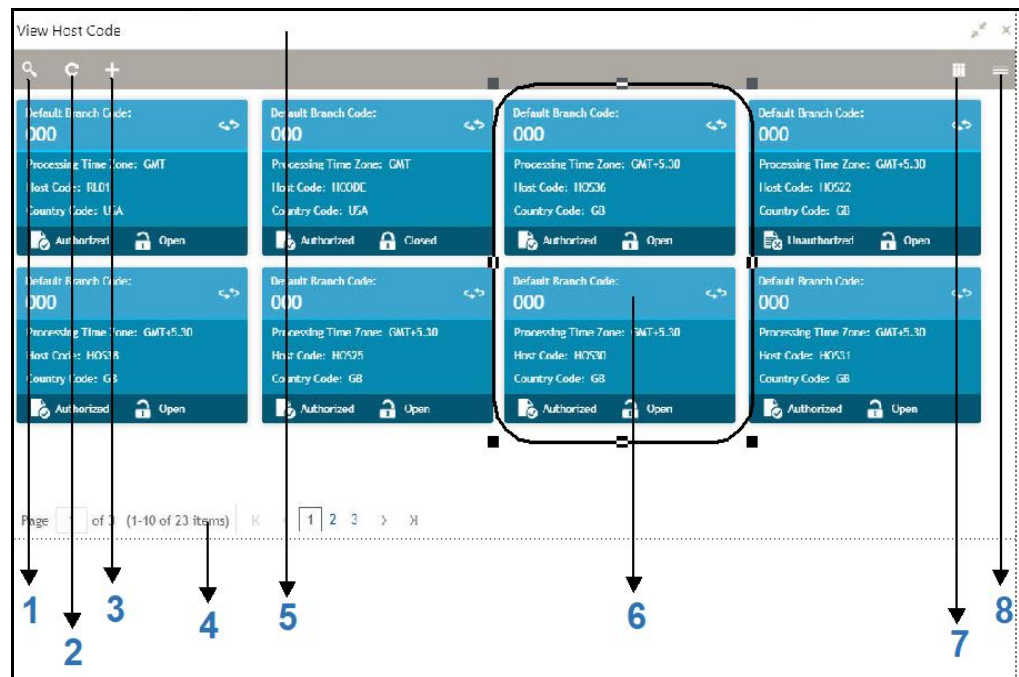 View Host Code
Default Branch Code:
000
Processing Time Zone: GMT
Host Code: RL01
Country Code: USA
Authorized Open
Default Branch Code:
000
Processing Time Zone: GMT
Host Code: HCODE
Country Code: USA
Authorized Closed
Default Branch Code:
000
Processing Time Zone: GMT+5.30
Host Code: HOS36
Country Code: GB
Authorized Open
Default Branch Code:
000
Processing Time Zone: GMT+5.30
Host Code: HOS22
Country Code: GB
Unauthorized Open
Default Branch Code:
000
Processing Time Zone: GMT+5.30
Host Code: HOS38
Country Code: GB
Authorized Open
Default Branch Code:
000
Processing Time Zone: GMT+5.30
Host Code: HOS25
Country Code: GB
Authorized Open
Default Branch Code:
000
Processing Time Zone: GMT+5.30
Host Code: HOS30
Country Code: GB
Authorized Open
Default Branch Code:
000
Processing Time Zone: GMT+5.30
Host Code: HOS31
Country Code: GB
Authorized Open
Page 1 of 3 (1-10 of 23 items) 1 2 3
1 2 3 4 5 6 7 8